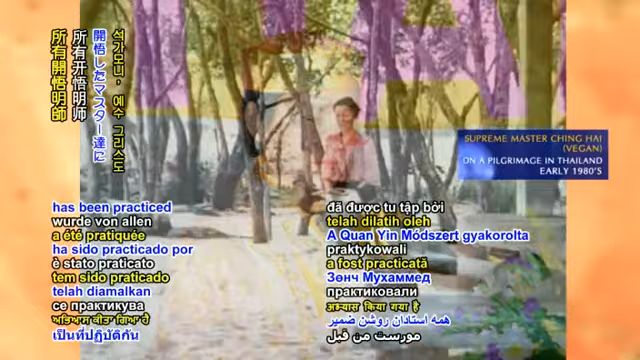 所有開悟明師
所有开悟明师
開悟したマスター達に
석가모니, 예수 그리스도
SUPREME MASTER CHING HAI
(VEGAN)
ON A PILGRIMAGE IN THAILAND
EARLY 1980'S
has been practiced
wurde von allen
a été pratiquée
ha sido practicado por
è stato praticato
tem sido praticado
telah diamalkan
се практикува
ਅਭਿਆਸ ਕੀਤਾ ਗਿਆ ਹੈ
เป็นที่ปฏิบัติกัน
đã được tu tập bởi
telah dilatih oleh
A Quan Yin Módszert gyakorolta
praktykowali
a fost practicată
Зөнч Мухаммед
практиковали
अभ्यास किया गया है
همه استادان روشن ضمیر
مورست من قبل